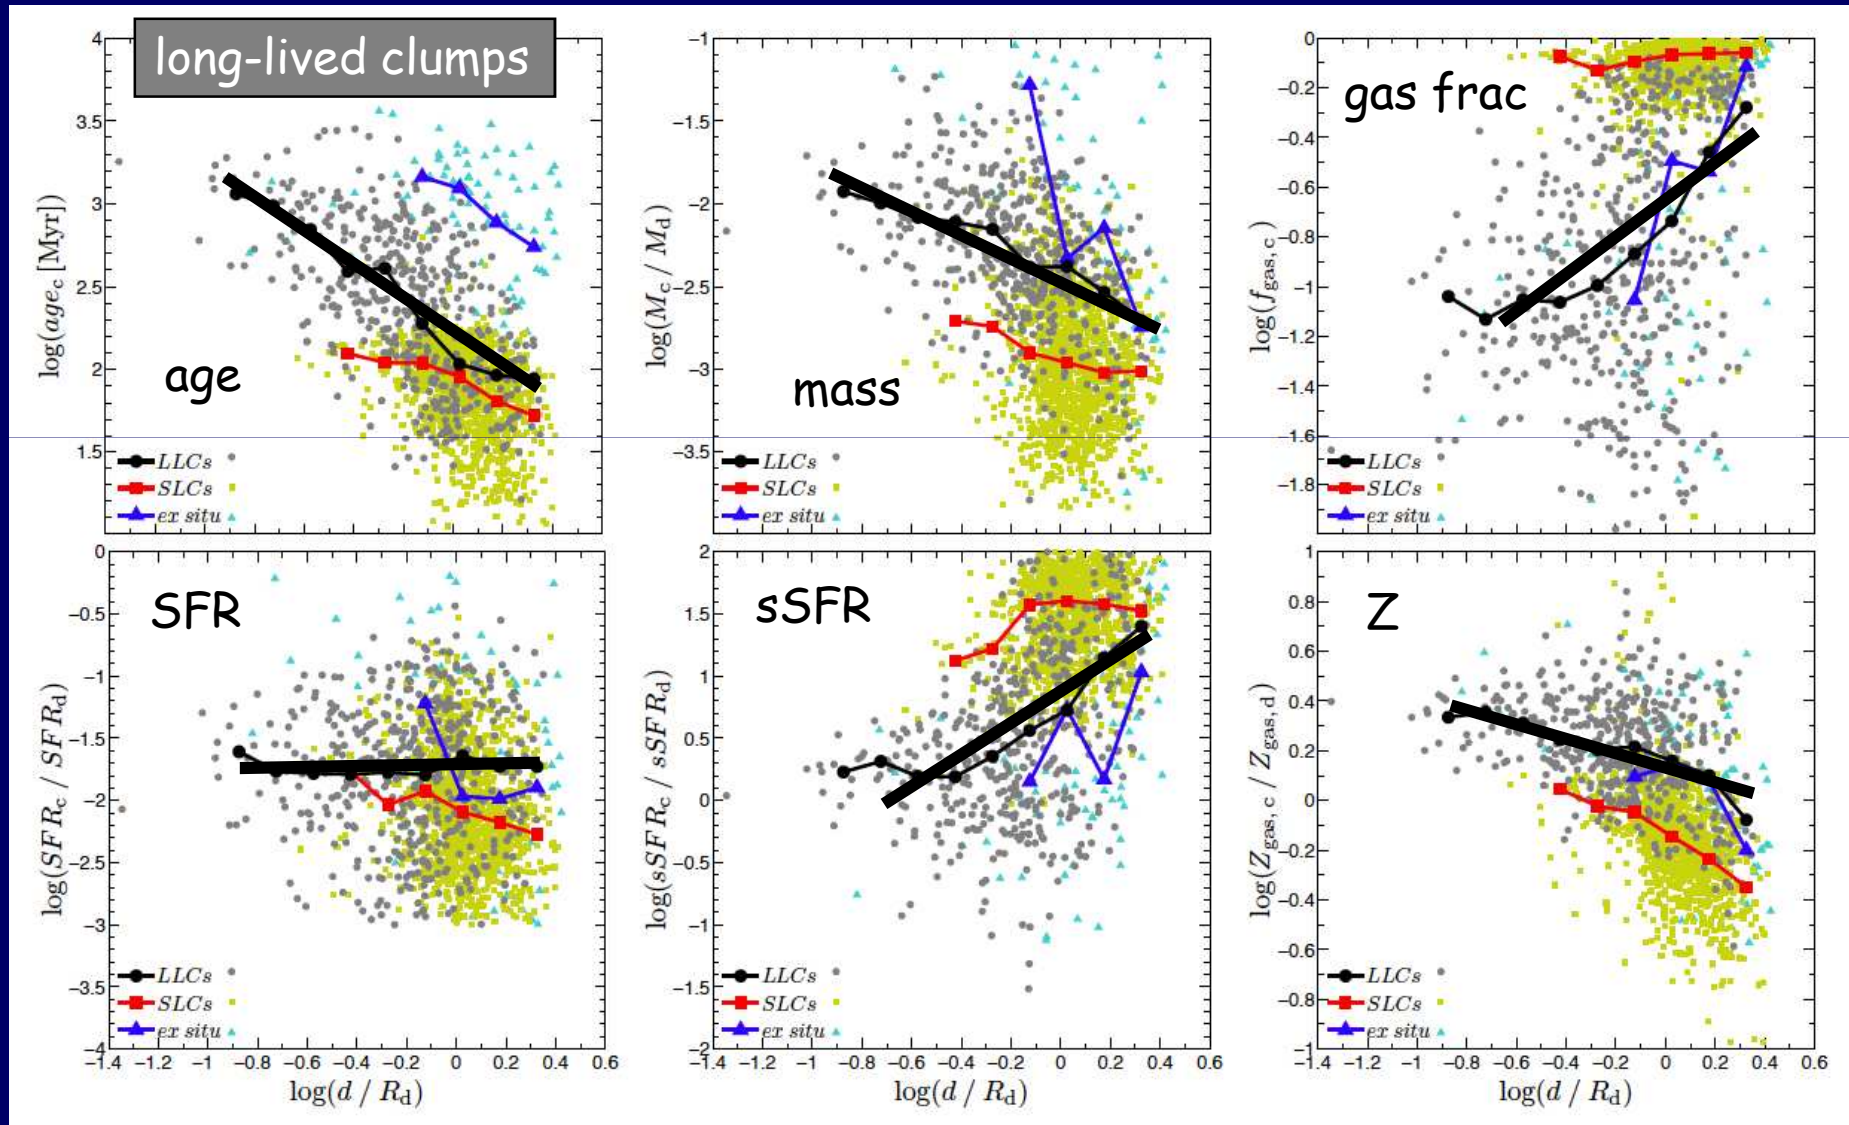 long-lived clumps
4
3.5
3
2.5
2
1.5
log(age_c [Myr])
age
LLCs
SLCs
ex situ
−1
−1.5
−2
−2.5
−3
−3.5
log(M_c / M_d)
mass
LLCs
SLCs
ex situ
0
−0.2
−0.4
−0.6
−0.8
−1
−1.2
−1.4
−1.6
−1.8
log(f_gas,c)
gas frac
LLCs
SLCs
ex situ
0
−0.5
−1
−1.5
−2
−2.5
−3
−3.5
−4
log(SFR_c / SFR_d)
SFR
LLCs
SLCs
ex situ
−1.4 −1.2 −1 −0.8 −0.6 −0.4 −0.2 0 0.2 0.4 0.6
log(d / R_d)
2
1.5
1
0.5
0
−0.5
−1
−1.5
−2
log(sSFR_c / sSFR_d)
sSFR
LLCs
SLCs
ex situ
−1.4 −1.2 −1 −0.8 −0.6 −0.4 −0.2 0 0.2 0.4 0.6
log(d / R_d)
1
0.8
0.6
0.4
0.2
0
−0.2
−0.4
−0.6
−0.8
−1
log(Z_gas,c / Z_gas,d)
Z
LLCs
SLCs
ex situ
−1.4 −1.2 −1 −0.8 −0.6 −0.4 −0.2 0 0.2 0.4 0.6
log(d / R_d)